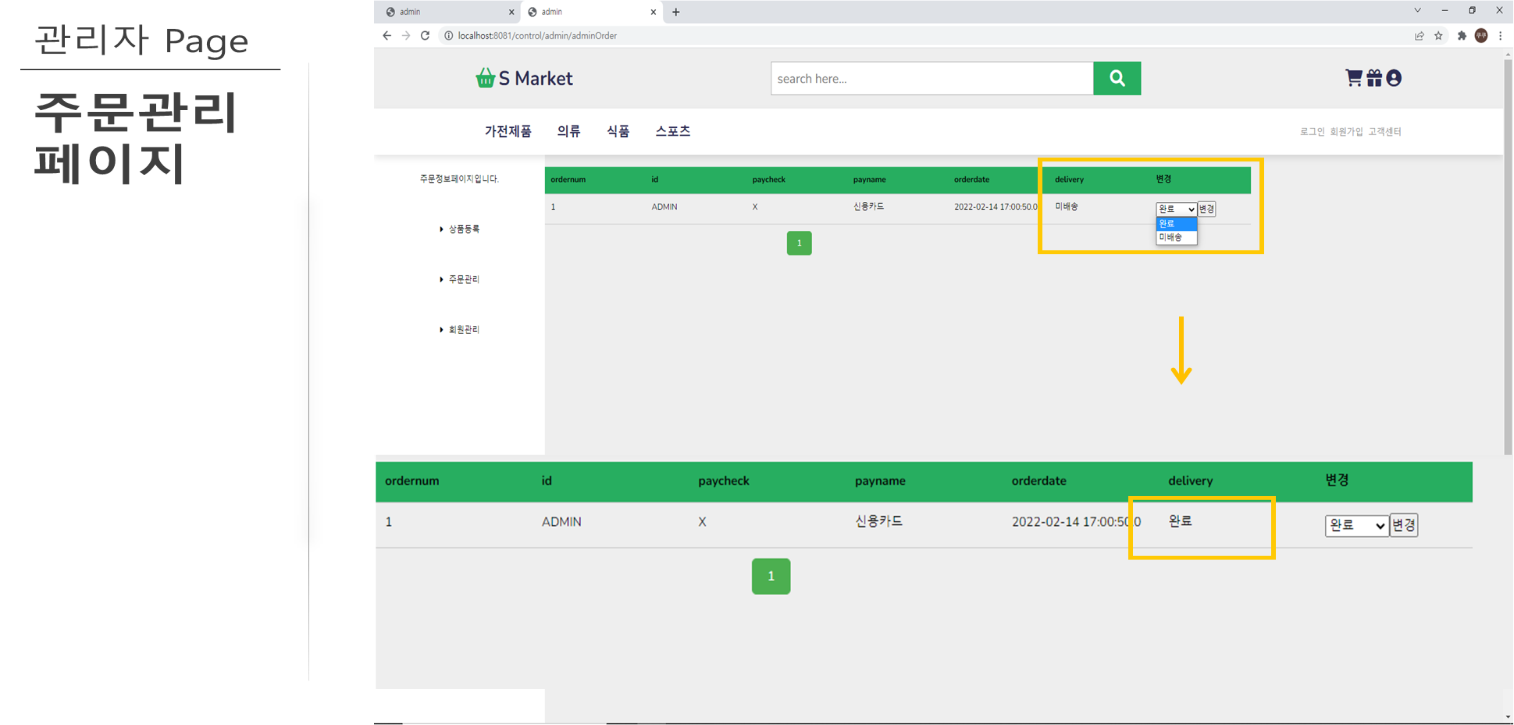 관리자 Page
주문관리
페이지
admin
admin
localhost:8081/control/admin/adminOrder
S Market
search here...
가전제품 의류 식품 스포츠
로그인 회원가입 고객센터
주문정보페이지입니다.
상품등록
주문관리
회원관리
ordernum id paycheck payname orderdate delivery 변경
1 ADMIN X 신용카드 2022-02-14 17:00:50.0 미배송 완료 변경
완료
미배송
1
ordernum id paycheck payname orderdate delivery 변경
1 ADMIN X 신용카드 2022-02-14 17:00:50.0 완료 완료 변경
1